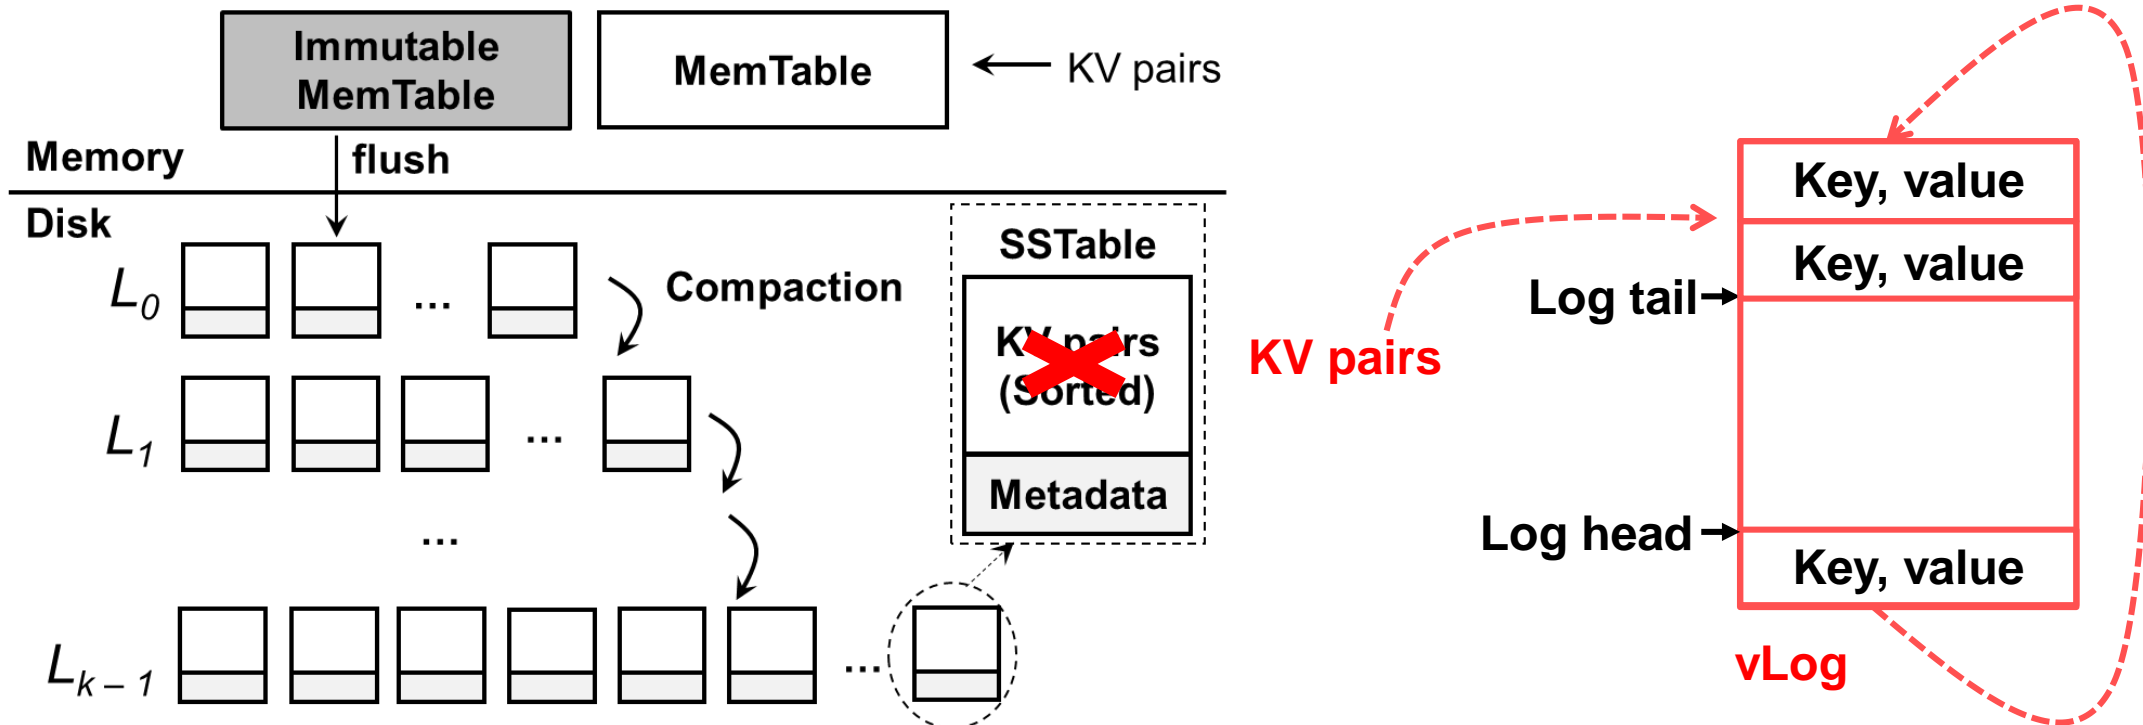 Immutable
MemTable
MemTable
KV pairs
Memory
flush
Disk
L0
...
Compaction
SSTable
KV pairs
(Sorted)
Metadata
L1
...
...
Lk – 1
...
KV pairs
Key, value
Key, value
Log tail
Log head
Key, value
vLog